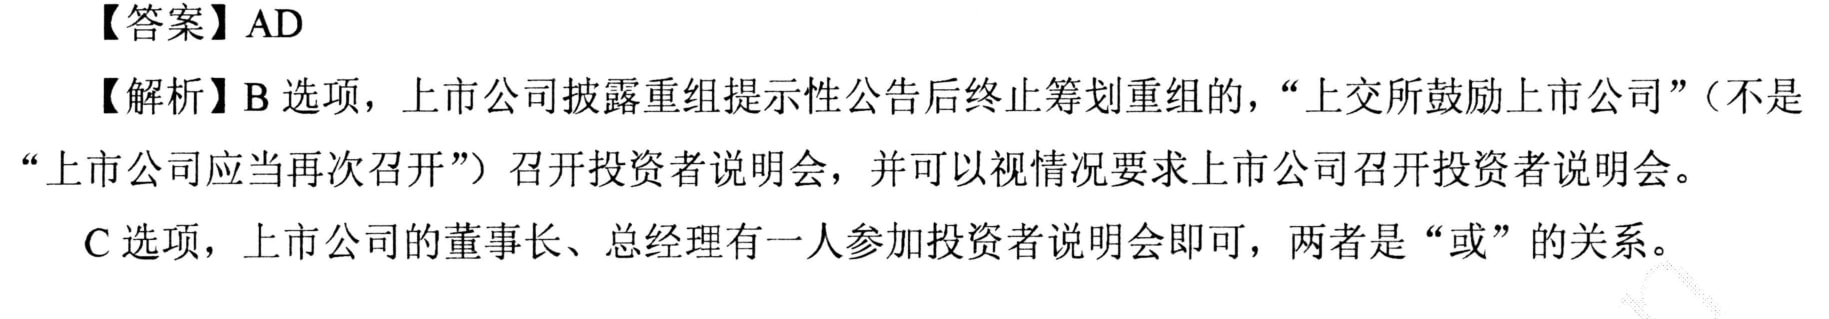 【答案】AD
【解析】B 选项，上市公司披露重组提示性公告后终止筹划重组的，“上交所鼓励上市公司”（不是
“上市公司应当再次召开”）召开投资者说明会，并可以视情况要求上市公司召开投资者说明会。
C 选项，上市公司的董事长、总经理有一人参加投资者说明会即可，两者是“或”的关系。